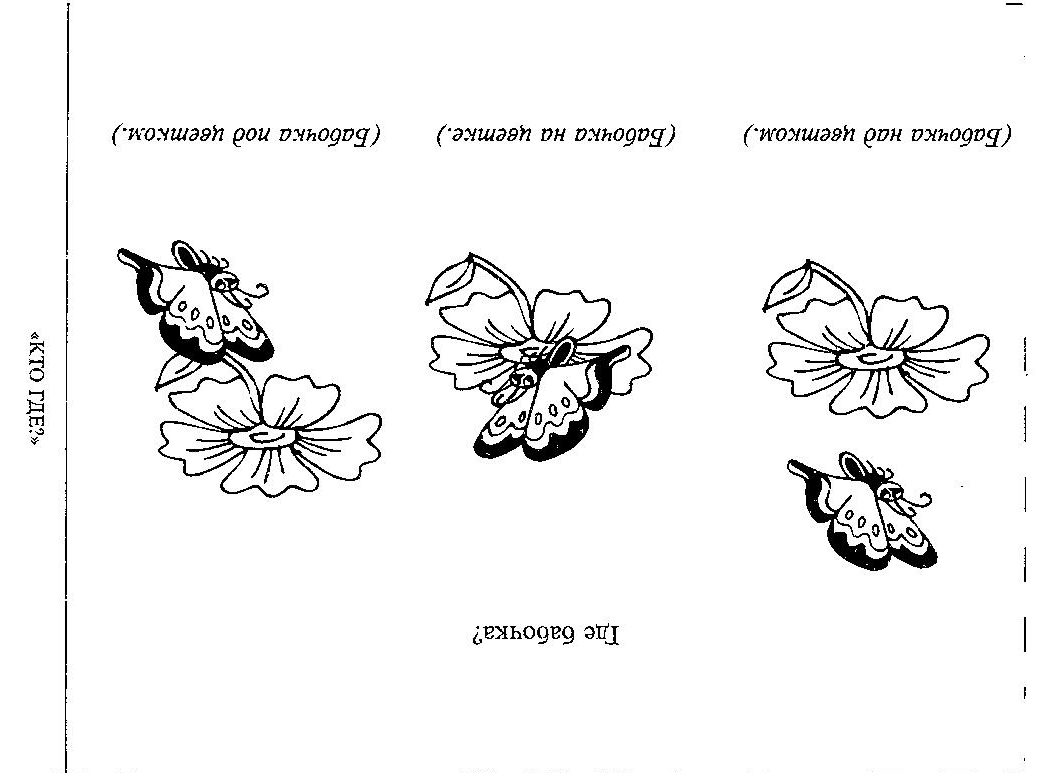 «КТО ГДЕ?»
Где бабочка?
(Бабочка над цветком.)
(Бабочка на цветке.)
(Бабочка под цветком.)